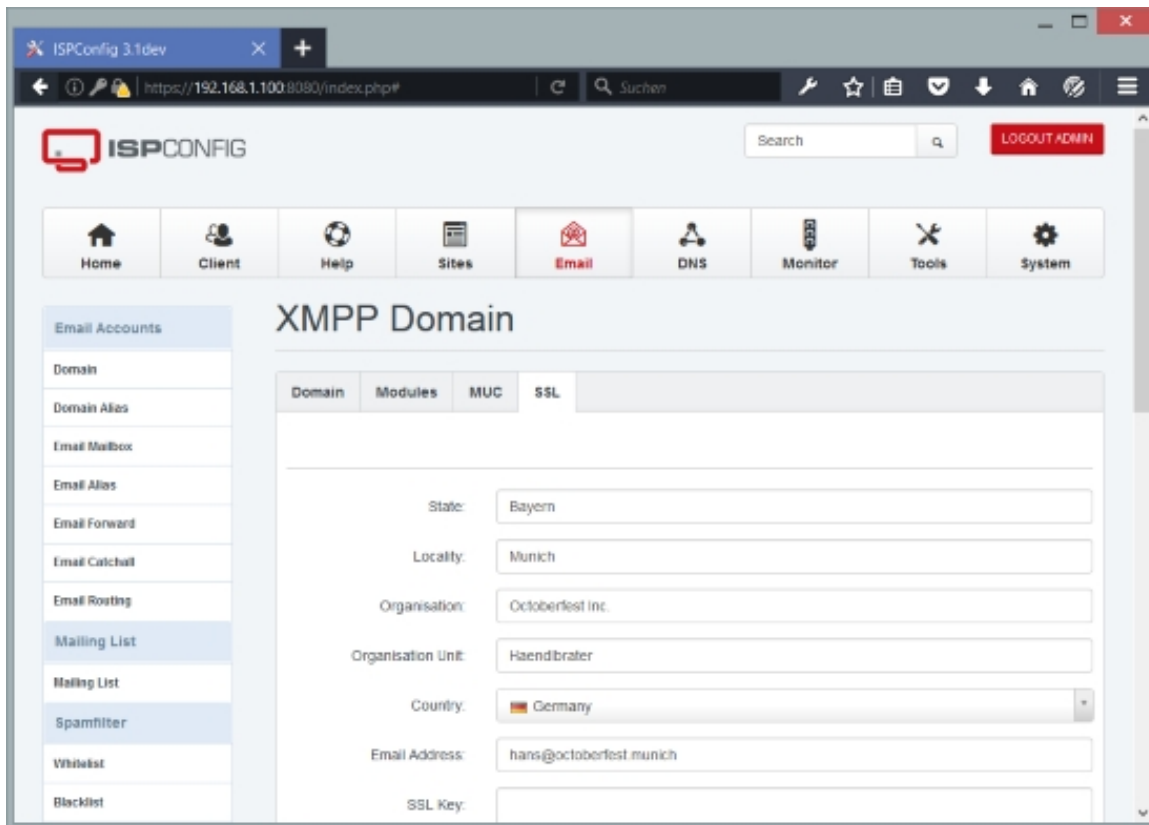 ISPConfig 3.1dev
https://192.168.1.100:8080/index.php#
Suchen
ISPCONFIG
Search
LOGOUT ADMIN
Home
Client
Help
Sites
Email
DNS
Monitor
Tools
System
Email Accounts
Domain
Domain Alias
Email Mailbox
Email Alias
Email Forward
Email Catchall
Email Routing
Mailing List
Mailing List
Spamfilter
Whitelist
Blacklist
XMPP Domain
Domain Modules MUC SSL
State: Bayern
Locality: Munich
Organisation: Octoberfest Inc.
Organisation Unit: Haendlbrater
Country: Germany
Email Address: hans@octoberfest.munich
SSL Key: